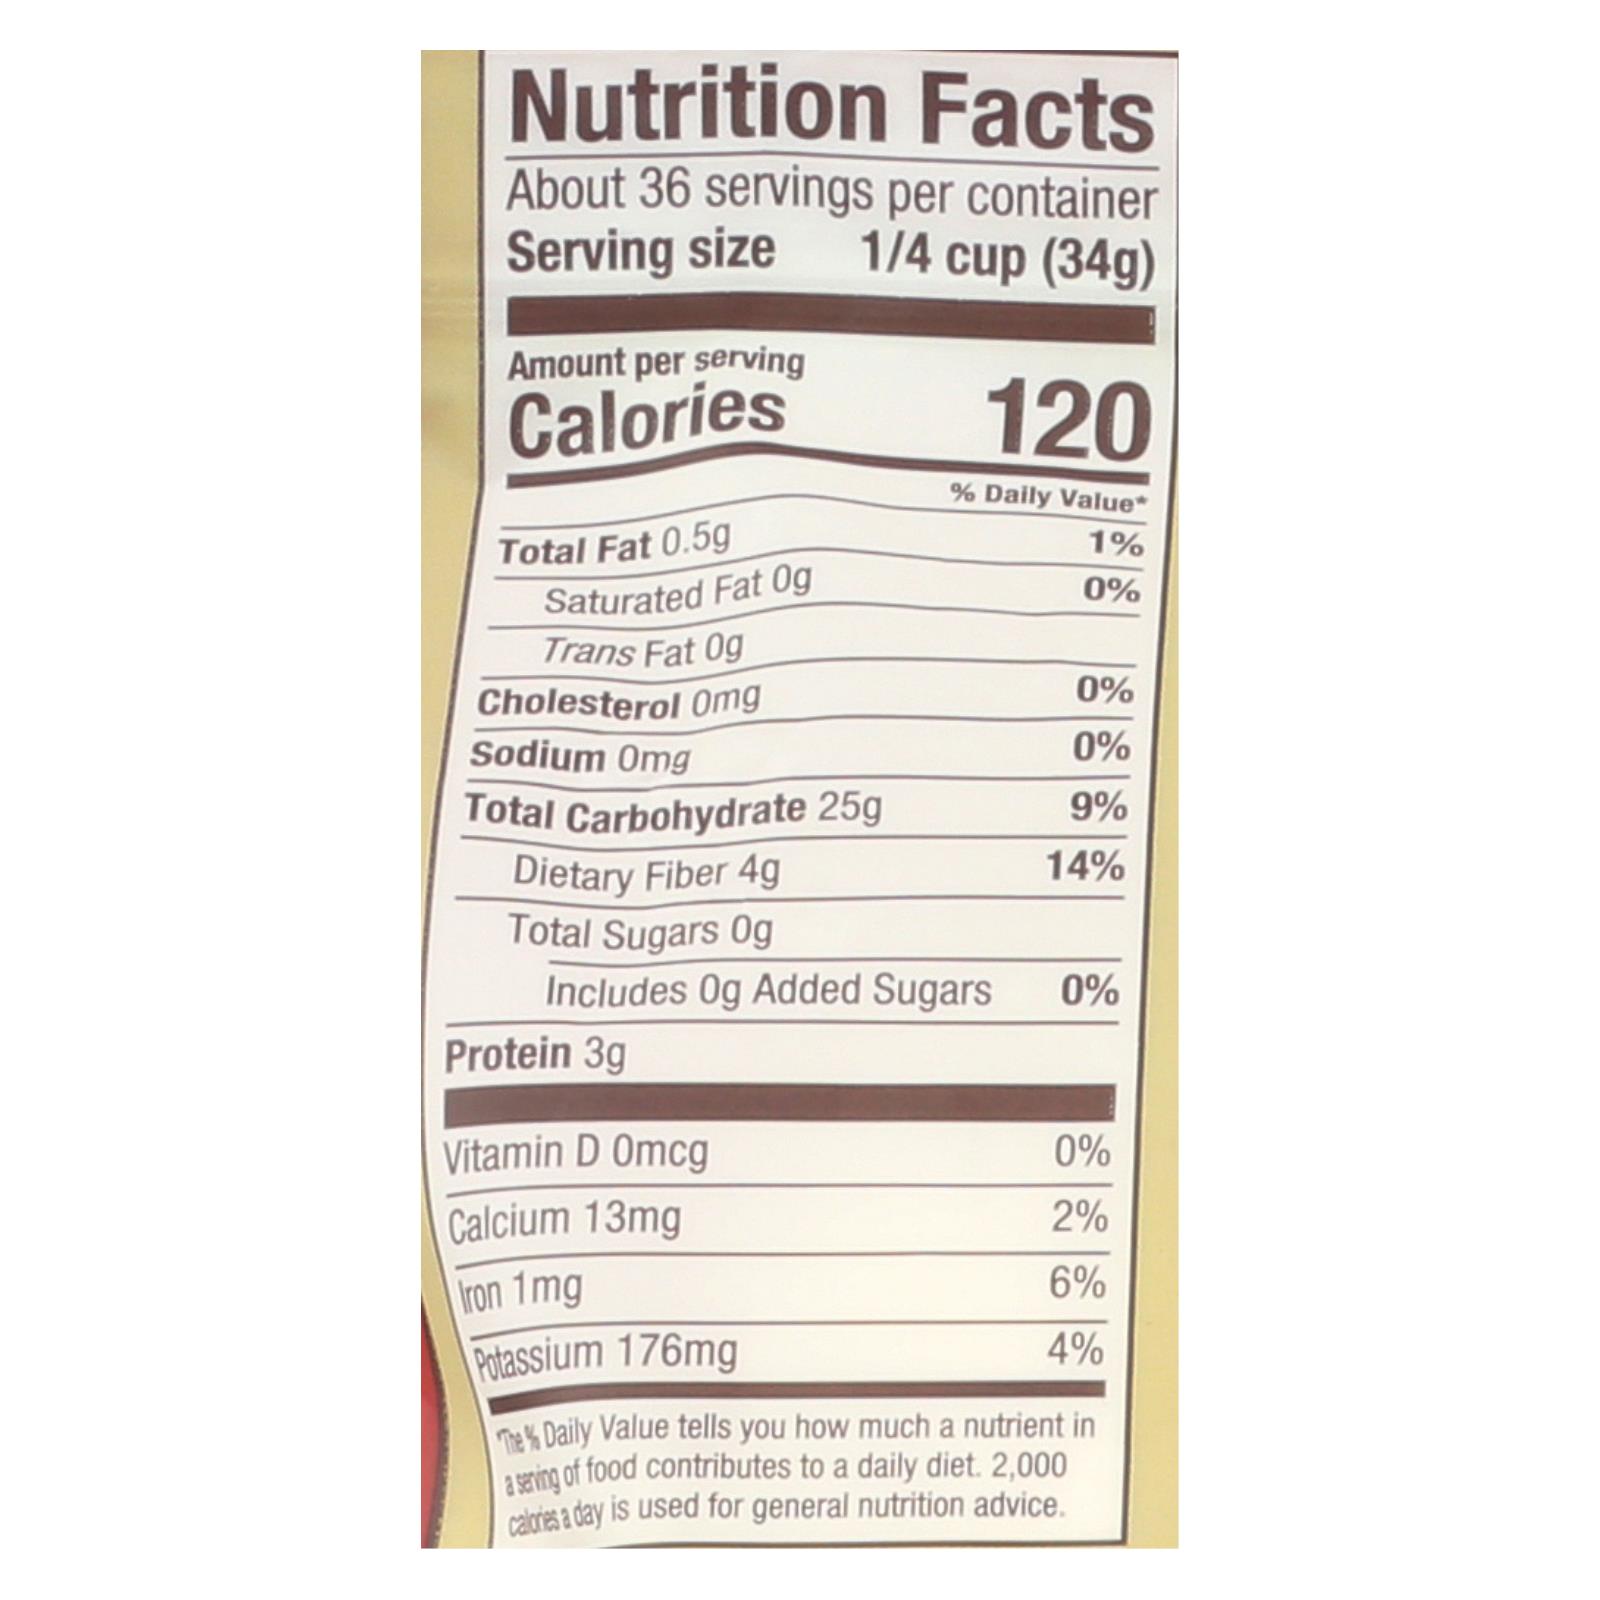 Nutrition Facts
About 36 servings per container
Serving size 1/4 cup (34g)
Amount per serving
Calories 120
% Daily Value*
Total Fat 0.5g 1%
Saturated Fat 0g 0%
Trans Fat 0g
Cholesterol 0mg 0%
Sodium 0mg 0%
Total Carbohydrate 25g 9%
Dietary Fiber 4g 14%
Total Sugars 0g
Includes 0g Added Sugars 0%
Protein 3g
Vitamin D 0mcg 0%
Calcium 13mg 2%
Iron 1mg 6%
Potassium 176mg 4%
*The % Daily Value tells you how much a nutrient in
a serving of food contributes to a daily diet. 2,000
calories a day is used for general nutrition advice.